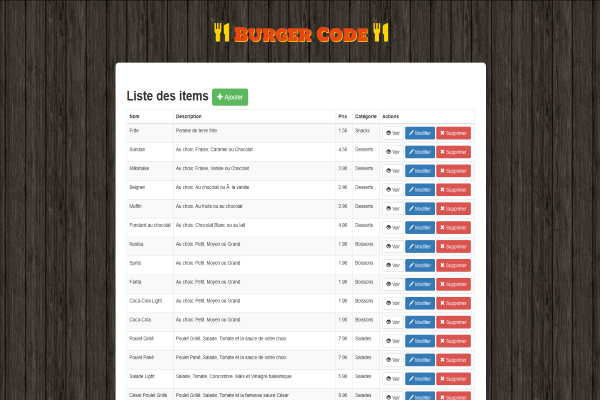 Burger Code
Liste des items + Ajouter
Nom Description Prix Catégorie Actions
Frite Pomme de terre frite 1.50 Snacks Voir Modifier Supprimer
Sundae Au choix: Fraise, Caramel ou Chocolat 4.50 Desserts Voir Modifier Supprimer
Milkshake Au choix: Fraise, Vanille ou Chocolat 3.90 Desserts Voir Modifier Supprimer
Beignet Au choix: Au chocolat ou Ã  la vanille 2.90 Desserts Voir Modifier Supprimer
Muffin Au choix: Au fruits ou au chocolat 2.90 Desserts Voir Modifier Supprimer
Fondant au chocolat Au choix: Chocolat Blanc ou au lait 4.90 Desserts Voir Modifier Supprimer
Nestea Au choix: Petit, Moyen ou Grand 1.90 Boissons Voir Modifier Supprimer
Sprite Au choix: Petit, Moyen ou Grand 1.90 Boissons Voir Modifier Supprimer
Fanta Au choix: Petit, Moyen ou Grand 1.90 Boissons Voir Modifier Supprimer
Coca-Cola Light Au choix: Petit, Moyen ou Grand 1.90 Boissons Voir Modifier Supprimer
Coca-Cola Au choix: Petit, Moyen ou Grand 1.90 Boissons Voir Modifier Supprimer
Poulet Grillé Poulet Grillé, Salade, Tomate et la sauce de votre choix 7.90 Salades Voir Modifier Supprimer
Poulet Pané Poulet Pané, Salade, Tomate et la sauce de votre choix 7.90 Salades Voir Modifier Supprimer
Salade Light Salade, Tomate, Concombre, Maïs et Vinaigre balsamique 5.90 Salades Voir Modifier Supprimer
César Poulet Grillé Poulet Grillé, Salade, Tomate et la fameuse sauce César 8.90 Salades Voir Modifier Supprimer